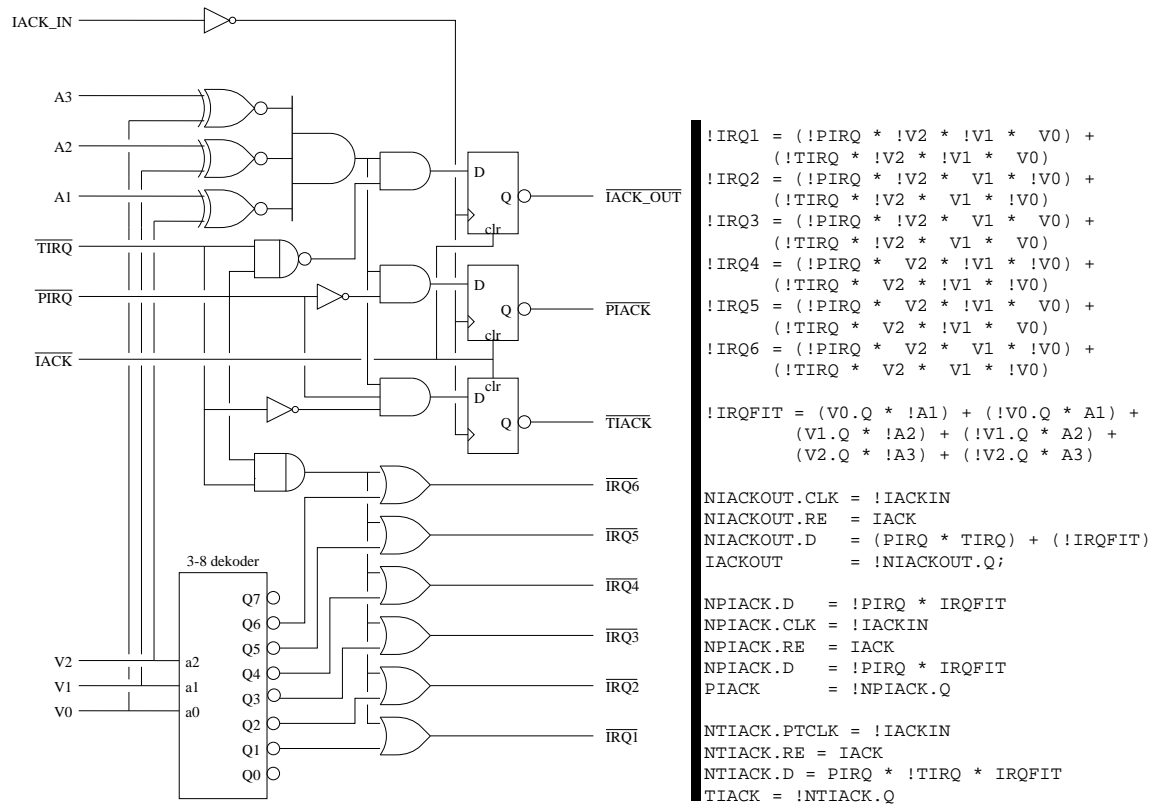 IACK_IN
A3
A2
A1
TIRQ
PIRQ
IACK
D
Q
clr
IACK_OUT
D
Q
clr
PIACK
clr
D
Q
TIACK
IRQ6
IRQ5
IRQ4
IRQ3
IRQ2
IRQ1
3-8 dekoder
Q7
Q6
Q5
Q4
Q3
Q2
Q1
Q0
V2
a2
V1
a1
V0
a0
!IRQ1 = (!PIRQ * !V2 * !V1 *  V0) +
(!TIRQ * !V2 * !V1 *  V0)
!IRQ2 = (!PIRQ * !V2 *  V1 * !V0) +
(!TIRQ * !V2 *  V1 * !V0)
!IRQ3 = (!PIRQ * !V2 *  V1 *  V0) +
(!TIRQ * !V2 *  V1 *  V0)
!IRQ4 = (!PIRQ *  V2 * !V1 * !V0) +
(!TIRQ *  V2 * !V1 * !V0)
!IRQ5 = (!PIRQ *  V2 * !V1 *  V0) +
(!TIRQ *  V2 * !V1 *  V0)
!IRQ6 = (!PIRQ *  V2 *  V1 * !V0) +
(!TIRQ *  V2 *  V1 * !V0)
!IRQFIT = (V0.Q * !A1) + (!V0.Q * A1) +
(V1.Q * !A2) + (!V1.Q * A2) +
(V2.Q * !A3) + (!V2.Q * A3)
NIACKOUT.CLK = !IACKIN
NIACKOUT.RE  = IACK
NIACKOUT.D   = (PIRQ * TIRQ) + (!IRQFIT)
IACKOUT      = !NIACKOUT.Q;
NPIACK.D   = !PIRQ * IRQFIT
NPIACK.CLK = !IACKIN
NPIACK.RE  = IACK
NPIACK.D   = !PIRQ * IRQFIT
PIACK      = !NPIACK.Q
NTIACK.PTCLK = !IACKIN
NTIACK.RE = IACK
NTIACK.D = PIRQ * !TIRQ * IRQFIT
TIACK = !NTIACK.Q